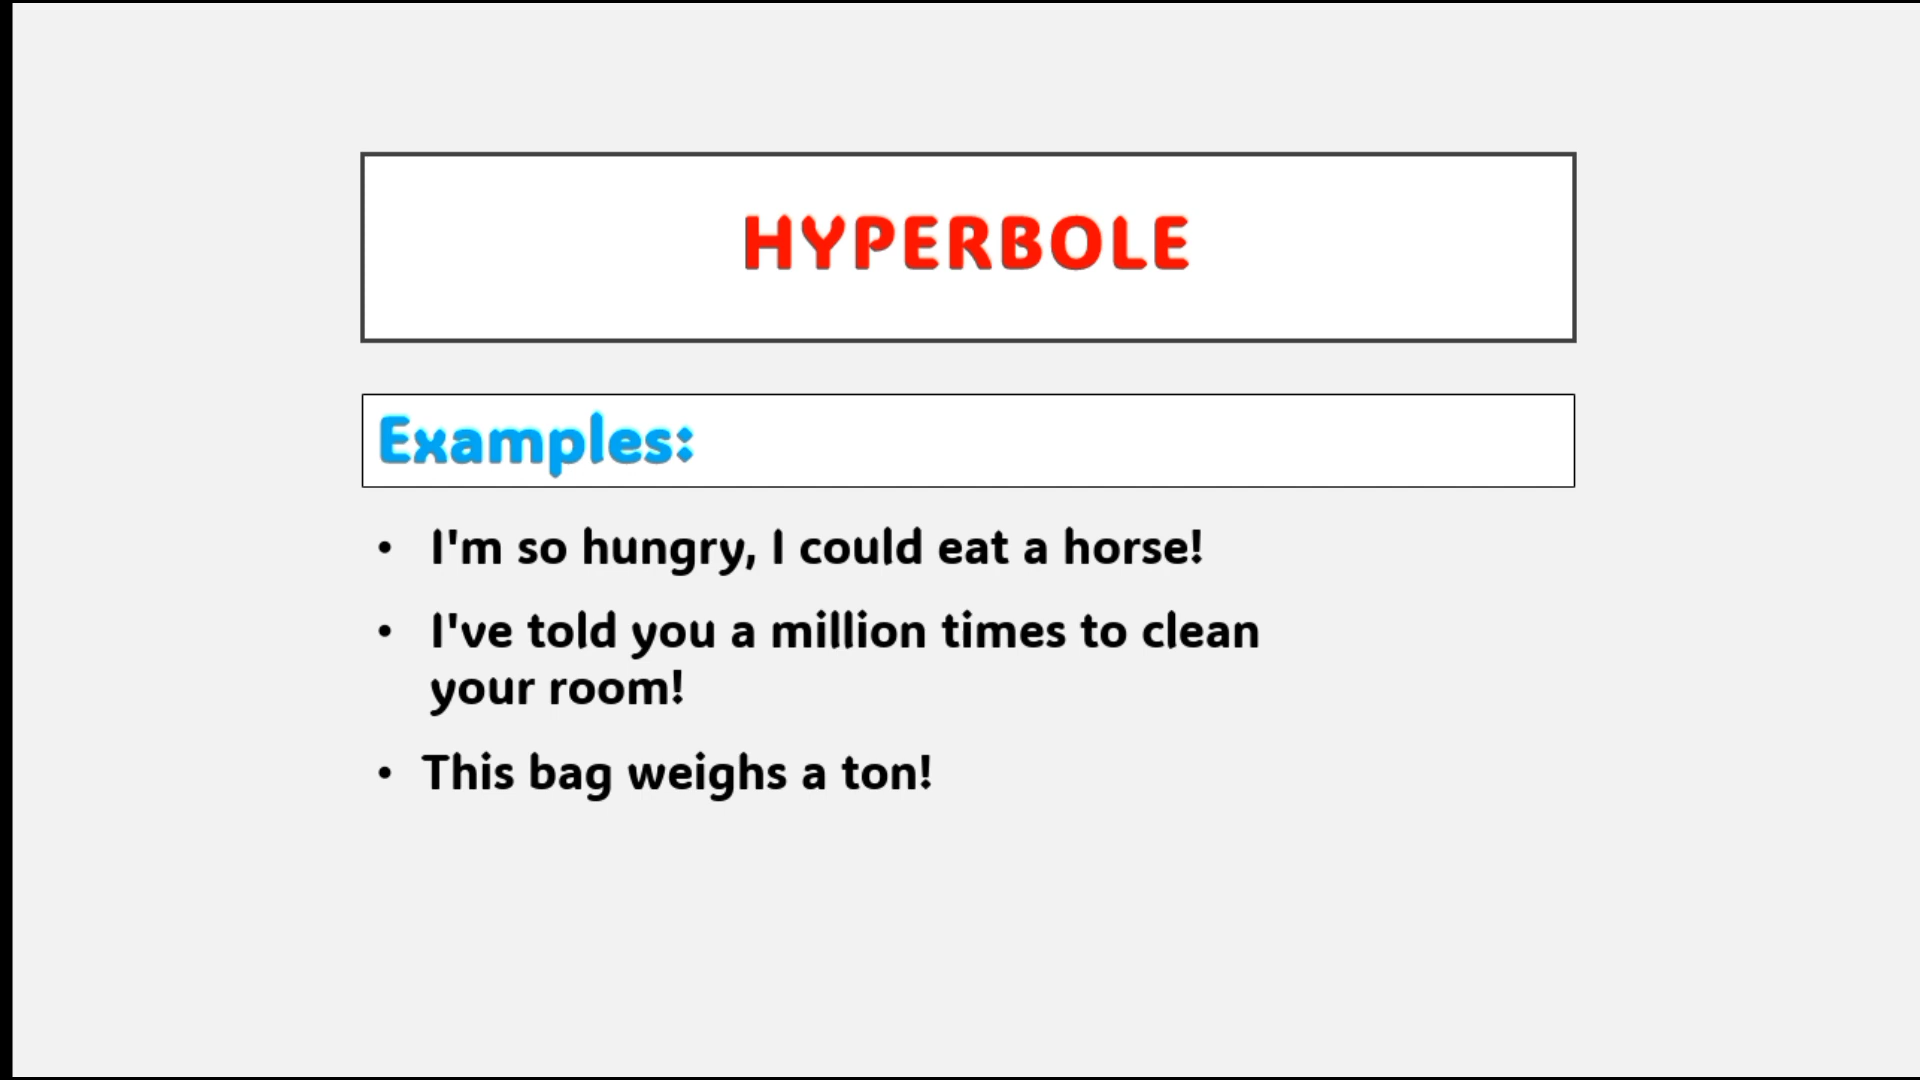 HYPERBOLE
Examples:
• I'm so hungry, I could eat a horse!
• I've told you a million times to clean
your room!
• This bag weighs a ton!